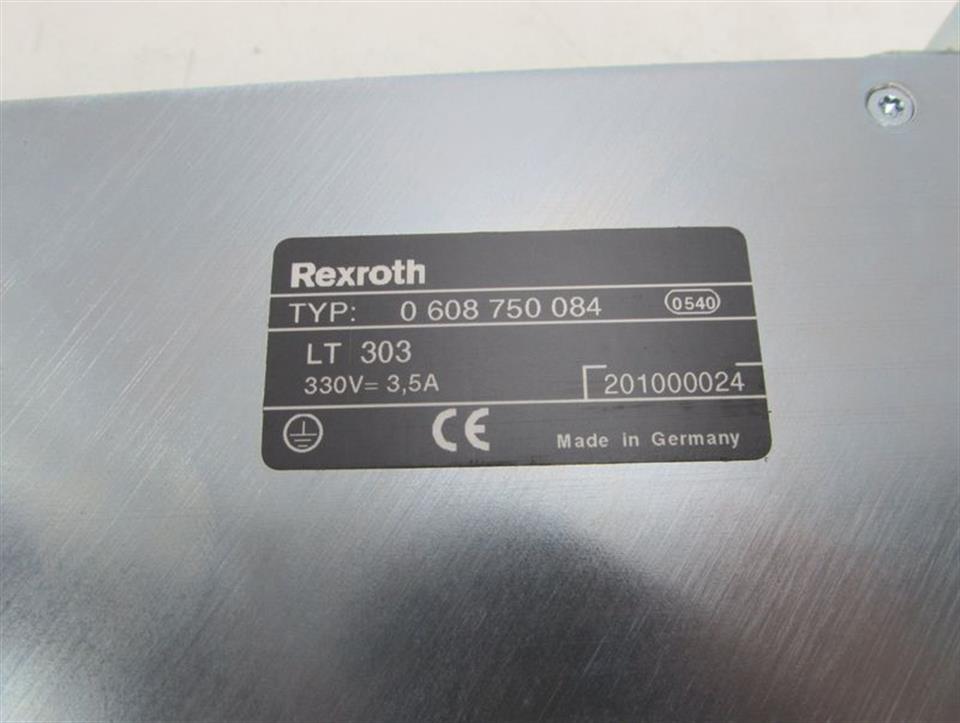 Rexroth
TYP: 0 608 750 084 0540
LT 303
330V= 3,5A 201000024
CE Made in Germany